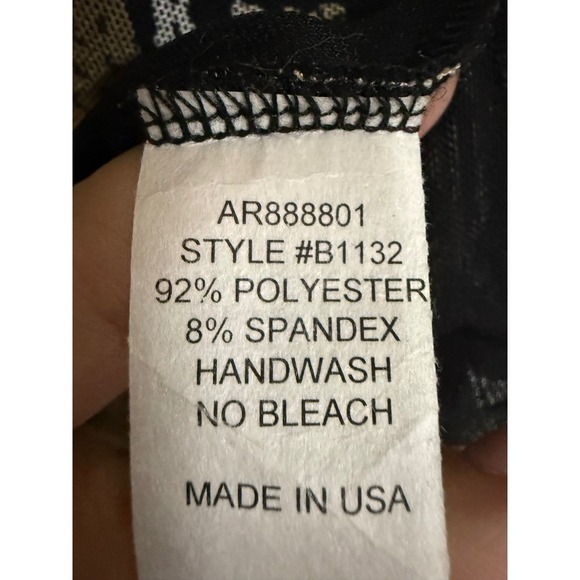 AR888801
STYLE #B1132
92% POLYESTER
8% SPANDEX
HANDWASH
NO BLEACH
MADE IN USA